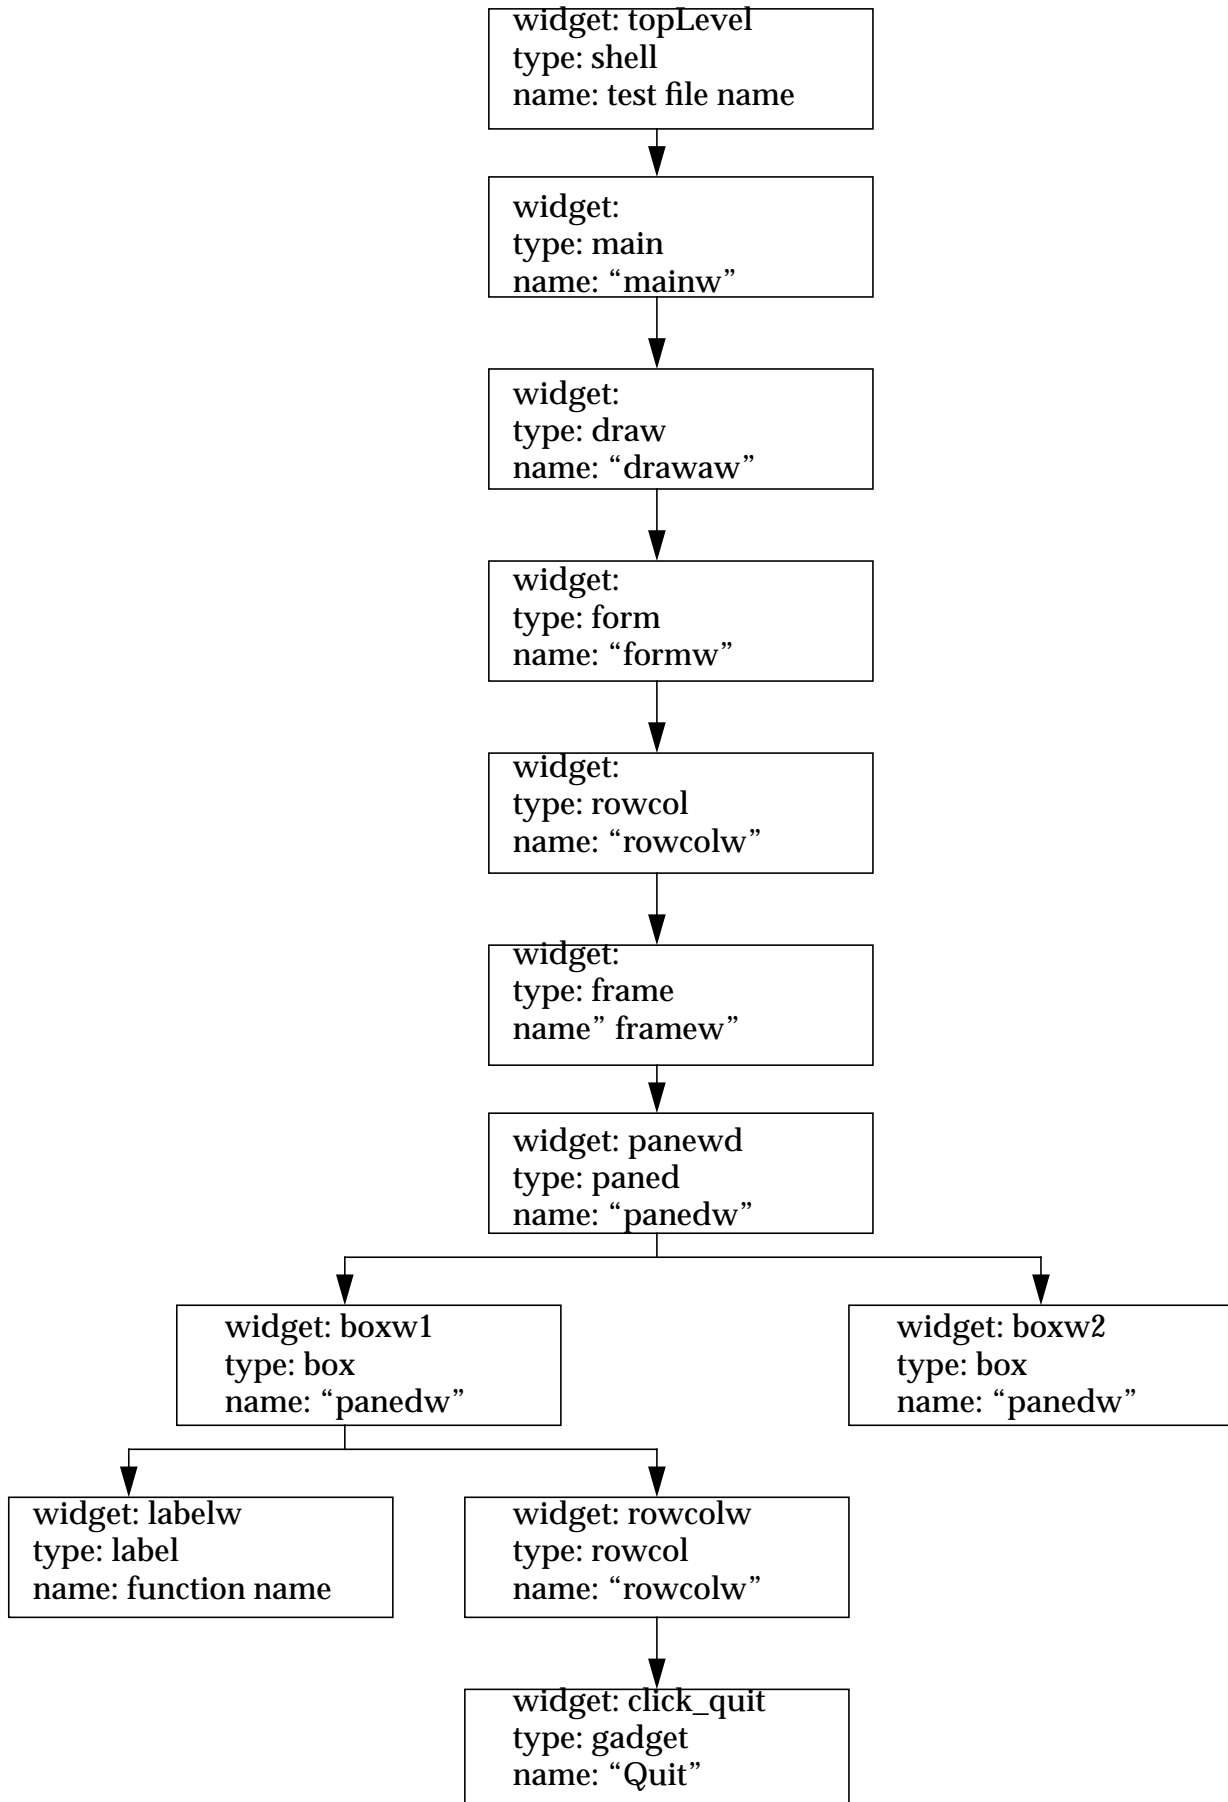 widget: topLevel
type: shell
name: test file name
widget:
type: main
name: “mainw”
widget:
type: draw
name: “drawaw”
widget:
type: form
name: “formw”
widget:
type: rowcol
name: “rowcolw”
widget:
type: frame
name” framew”
widget: panewd
type: paned
name: “panedw”
widget: boxw1
type: box
name: “panedw”
widget: boxw2
type: box
name: “panedw”
widget: labelw
type: label
name: function name
widget: rowcolw
type: rowcol
name: “rowcolw”
widget: click_quit
type: gadget
name: “Quit”